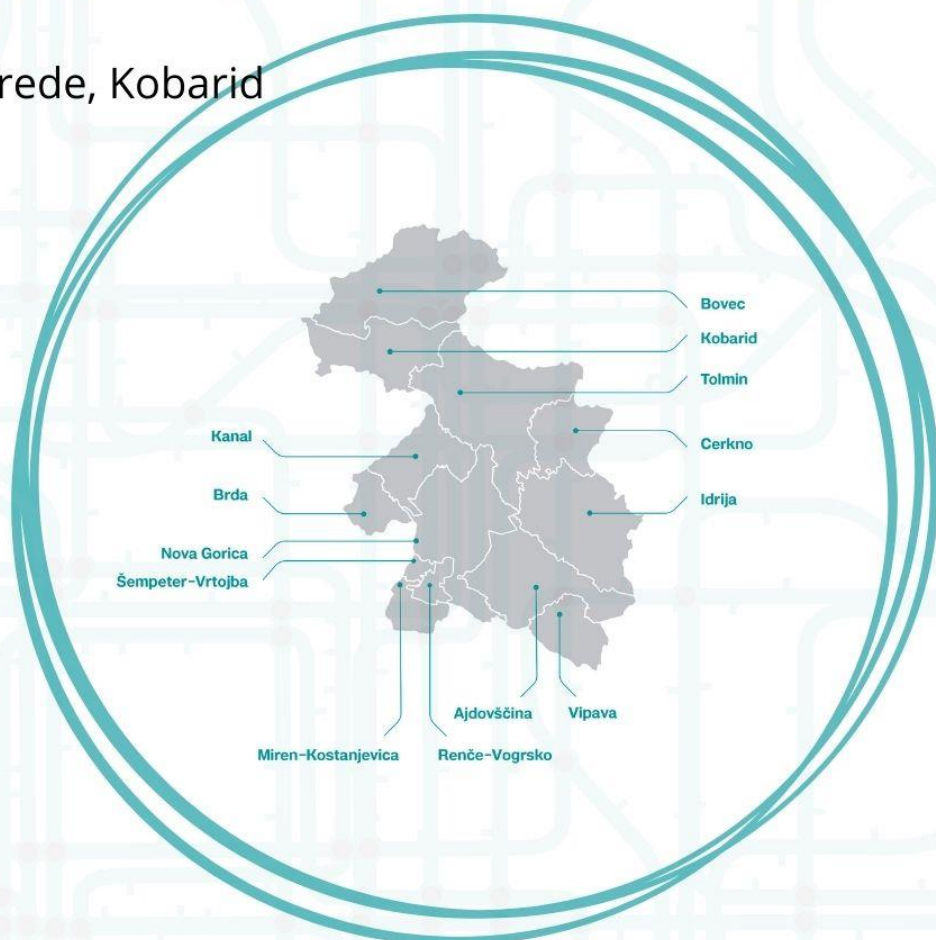 rede, Kobarid
Bovec
Kobarid
Tolmin
Kanal
Cerkno
Brda
Idrija
Nova Gorica
Šempeter-Vrtojba
Ajdovščina
Vipava
Miren-Kostanjevica
Renče-Vogrsko